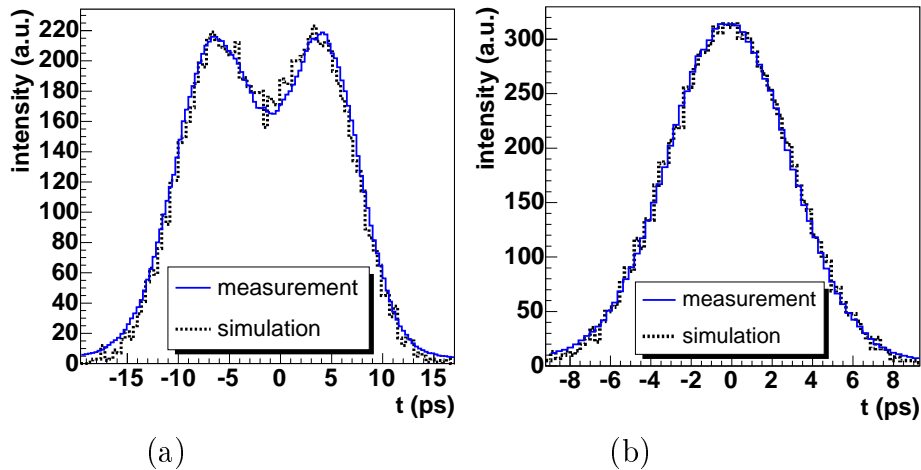 intensity (a.u.)
220
200
180
160
140
120
100
80
60
40
20
0
measurement
simulation
-15 -10 -5 0 5 10 15
t (ps)
(a)
intensity (a.u.)
300
250
200
150
100
50
0
measurement
simulation
-8 -6 -4 -2 0 2 4 6 8
t (ps)
(b)